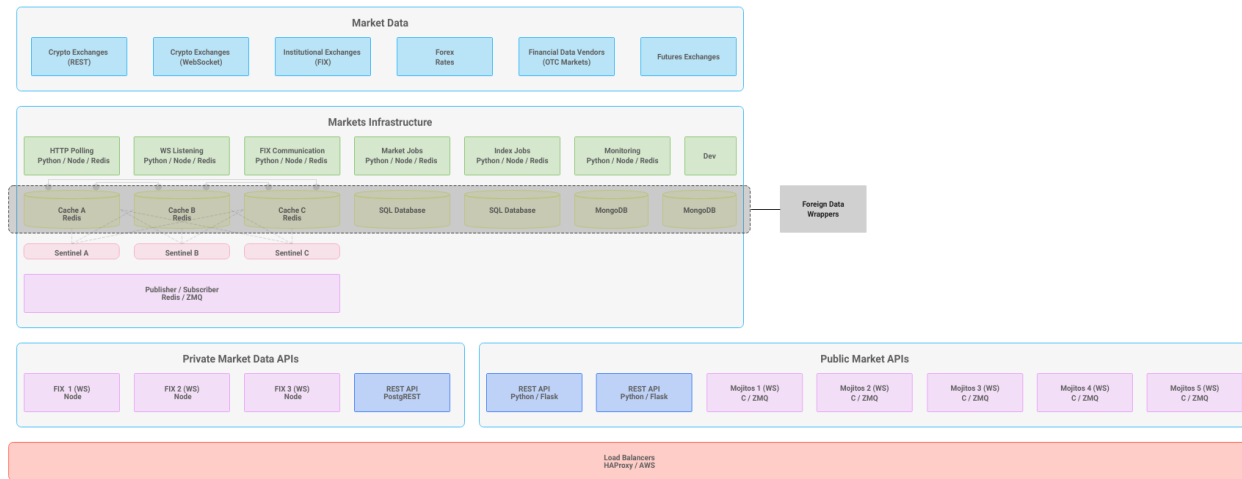 Market Data
Crypto Exchanges
(REST)
Crypto Exchanges
(WebSocket)
Institutional Exchanges
(FIX)
Forex
Rates
Financial Data Vendors
(OTC Markets)
Futures Exchanges
Markets Infrastructure
HTTP Polling
Python / Node / Redis
WS Listening
Python / Node / Redis
FIX Communication
Python / Node / Redis
Market Jobs
Python / Node / Redis
Index Jobs
Python / Node / Redis
Monitoring
Python / Node / Redis
Dev
Cache A
Redis
Cache B
Redis
Cache C
Redis
SQL Database
SQL Database
MongoDB
MongoDB
Foreign Data
Wrappers
Sentinel A
Sentinel B
Sentinel C
Publisher / Subscriber
Redis / ZMQ
Private Market Data APIs
FIX 1 (WS)
Node
FIX 2 (WS)
Node
FIX 3 (WS)
Node
REST API
PostgREST
Public Market APIs
REST API
Python / Flask
REST API
Python / Flask
Mojitos 1 (WS)
C / ZMQ
Mojitos 2 (WS)
C / ZMQ
Mojitos 3 (WS)
C / ZMQ
Mojitos 4 (WS)
C / ZMQ
Mojitos 5 (WS)
C / ZMQ
Load Balancers
HAProxy / AWS